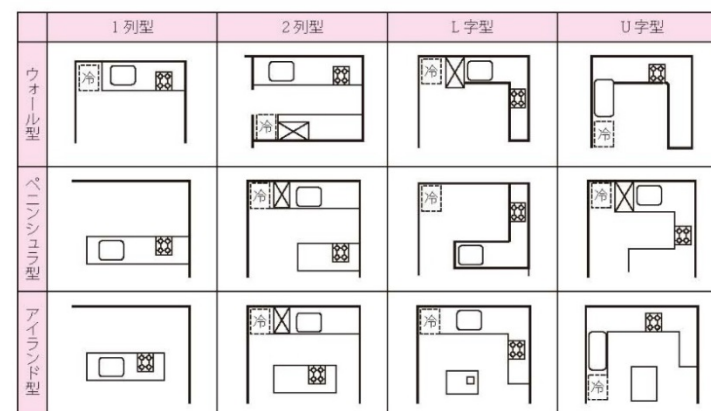 1列型 2列型 L字型 U字型
ウォール型
冷 冷 冷 冷
ペニンシュラ型
冷 冷 冷
アイランド型
冷 冷 冷